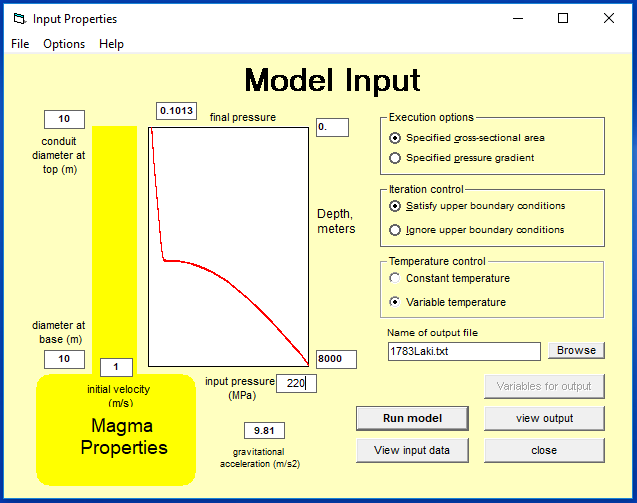 Input Properties
File Options Help
Model Input
10
0.1013
final pressure
0.
conduit
diameter at
top (m)
Depth,
meters
diameter at
base (m)
10
1
8000
initial velocity
(m/s)
input pressure
(MPa)
220
Magma
Properties
9.81
gravitational
acceleration (m/s2)
Execution options
Specified cross-sectional area
Specified pressure gradient
Iteration control
Satisfy upper boundary conditions
Ignore upper boundary conditions
Temperature control
Constant temperature
Variable temperature
Name of output file
1783Laki.txt
Browse
Variables for output
Run model
view output
View input data
close